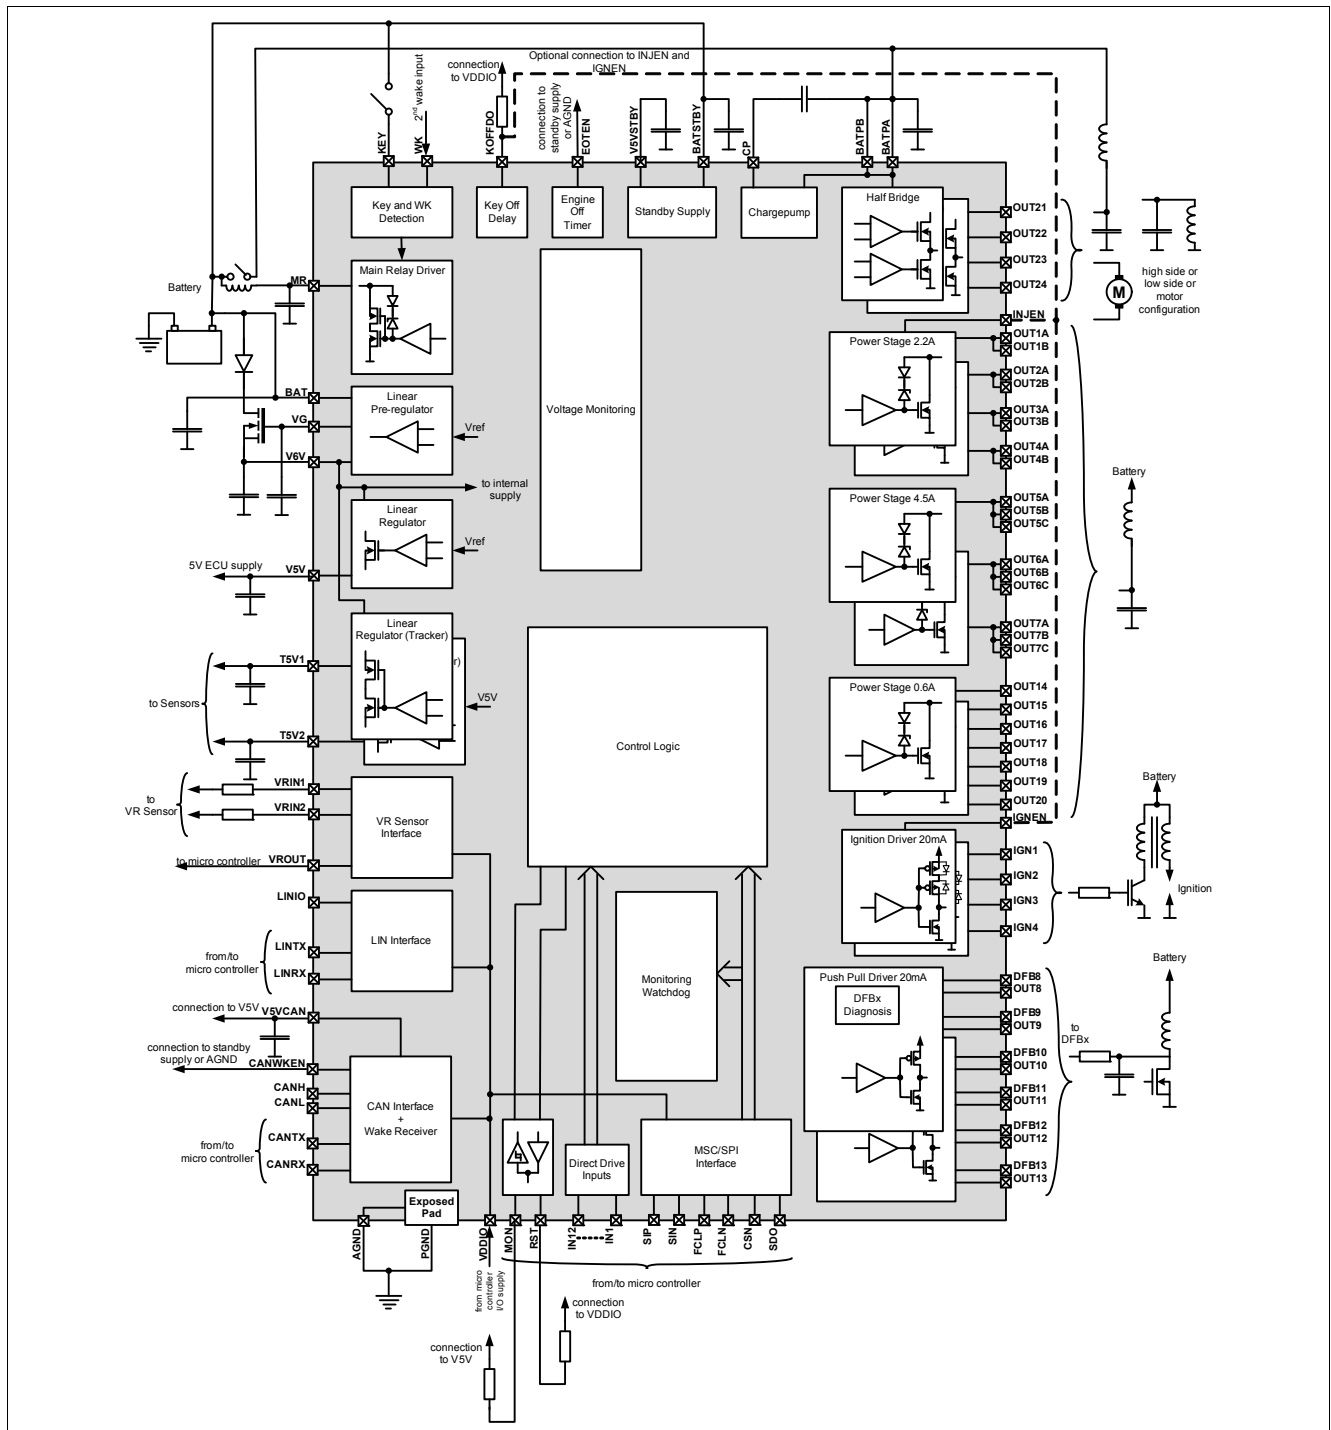 Optional connection to INJEN and
IGNEN
connection
to VDDIO
2nd wake input
connection to
standby supply
or AGND
KEY
WK
KOFFDO
EOTEN
V5VSTBY
BATSTBY
CP
BATPB
BATPA
Key and WK
Detection
Key Off
Delay
Engine
Off
Timer
Standby Supply
Chargepump
Half Bridge
OUT21
OUT22
OUT23
OUT24
high side or
low side or
motor
configuration
M
Battery
MR
Main Relay Driver
INJEN
Voltage Monitoring
Power Stage 2.2A
OUT1A
OUT1B
OUT2A
OUT2B
OUT3A
OUT3B
OUT4A
OUT4B
BAT
VG
V6V
Linear
Pre-regulator
Vref
to internal
supply
Linear
Regulator
Vref
5V ECU supply
V5V
Power Stage 4.5A
OUT5A
OUT5B
OUT5C
OUT6A
OUT6B
OUT6C
OUT7A
OUT7B
OUT7C
Battery
Linear
Regulator (Tracker)
r)
V5V
T5V1
to Sensors
T5V2
Control Logic
Power Stage 0.6A
OUT14
OUT15
OUT16
OUT17
OUT18
OUT19
OUT20
IGNEN
VRIN1
to
VR Sensor
VRIN2
VR Sensor
Interface
to micro controller
VROUT
Ignition Driver 20mA
IGN1
IGN2
IGN3
IGN4
Battery
Ignition
LINIO
LIN Interface
LINTX
from/to
micro controller
LINRX
Monitoring
Watchdog
Push Pull Driver 20mA
DFBx
Diagnosis
DFB8
OUT8
DFB9
OUT9
DFB10
OUT10
DFB11
OUT11
DFB12
OUT12
DFB13
OUT13
Battery
to
DFBx
connection to V5V
V5VCAN
connection to standby
supply or AGND
CANWKEN
CANH
CANL
CAN Interface
+
Wake Receiver
CANTX
from/to
micro controller
CANRX
Direct Drive
Inputs
MSC/SPI
Interface
Exposed
Pad
AGND
PGND
VDDIO
MON
RST
IN12
IN1
SIP
SIN
FCLP
FCLN
CSN
SDO
from micro
controller
I/O supply
from/to micro controller
connection
to VDDIO
connection
to V5V